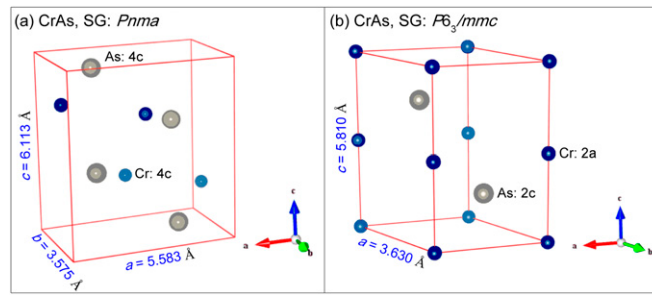 (a) CrAs, SG: Pnma
As: 4c
Cr: 4c
c = 6.113 Å
b = 3.575 Å
a = 5.583 Å
c
a
b
(b) CrAs, SG: P6₃/mmc
Cr: 2a
As: 2c
c = 5.810 Å
a = 3.630 Å
c
a
b